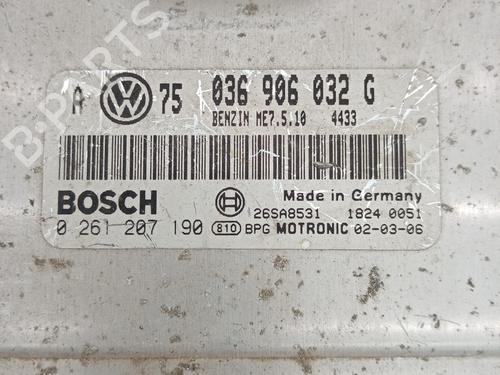 A VW 75 036 906 032 G
BENZIN ME7.5.10 4433
BOSCH
Made in Germany
26SA8531 1824 0051
0 261 207 190 810 BPG MOTRONIC 02-03-06
B-PARTS